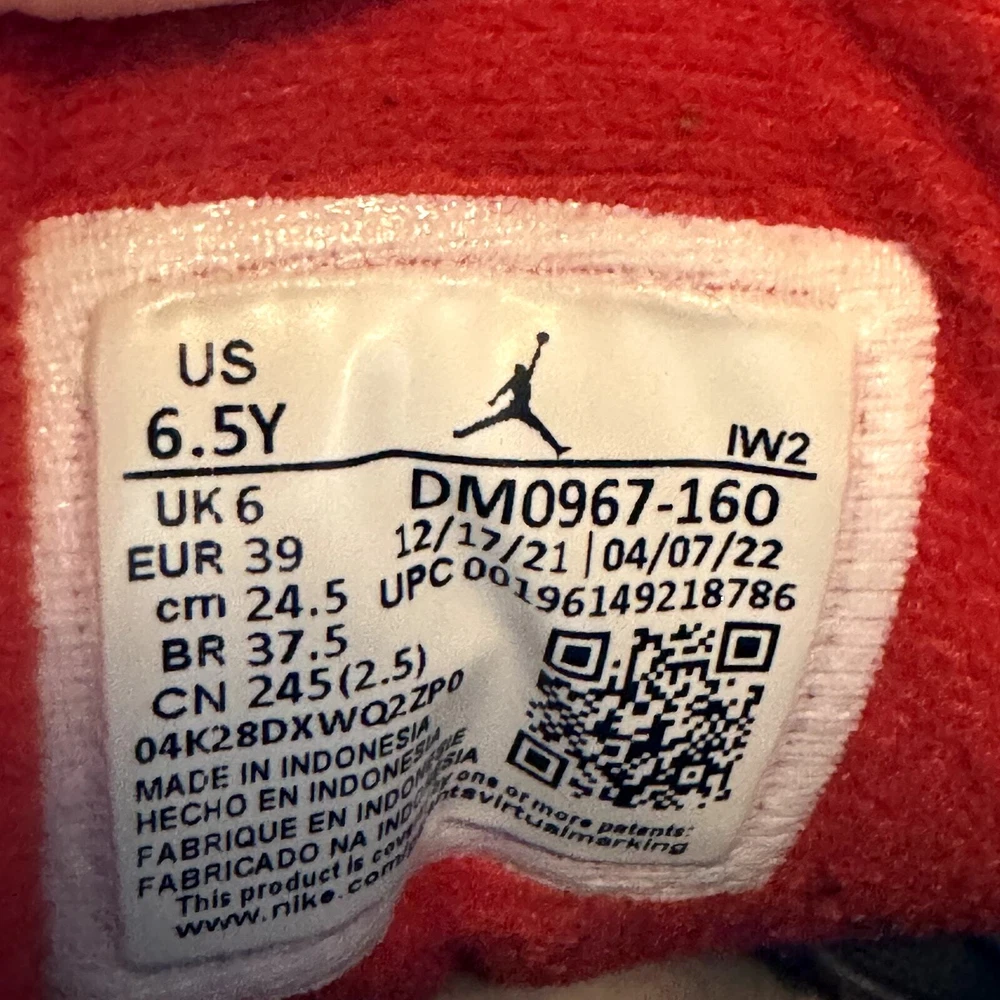 US
6.5Y
IW2
UK 6
EUR 39
cm 24.5
BR 37.5
CN 245(2.5)
DM0967-160
12/17/21 | 04/07/22
UPC 00196149218786
04K28DXWQ2ZP0
MADE IN INDONESIA
HECHO EN INDONESIA
FABRIQUE EN INDONESIE
FABRICADO NA INDONESIA
This product is by one or more patents:
www.nike.com